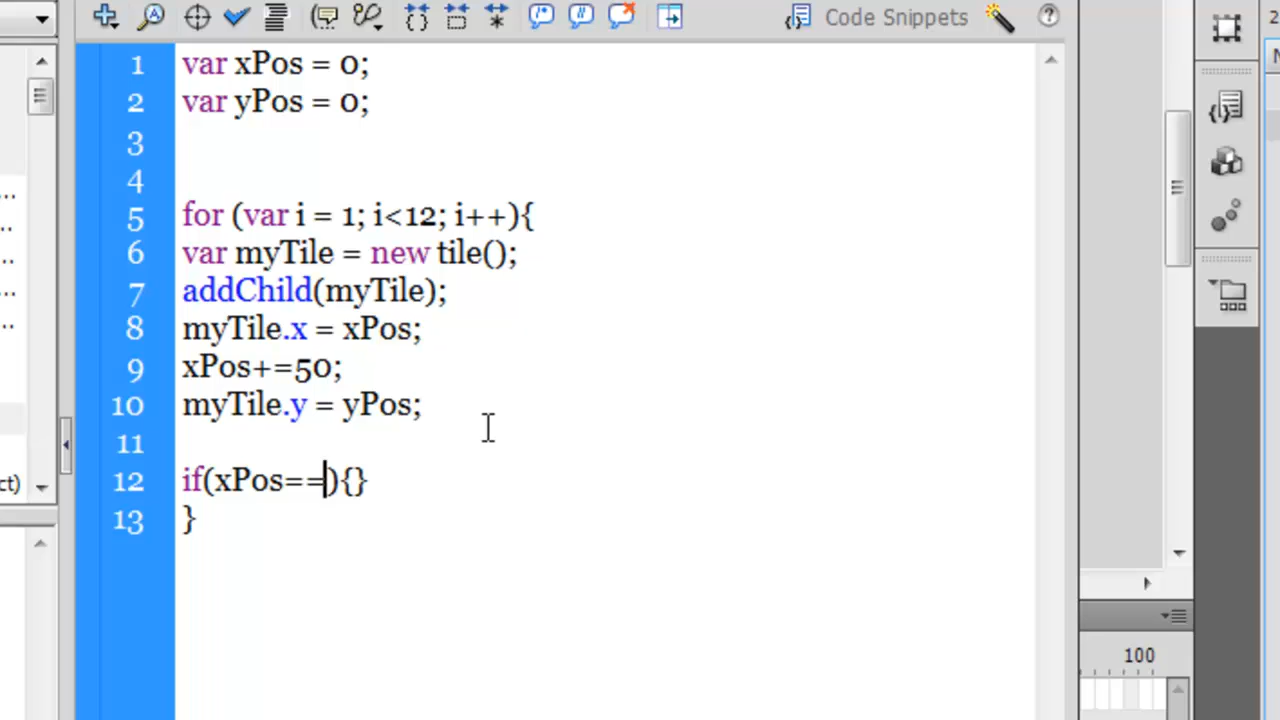 Code Snippets
2
1 var xPos = 0;
2 var yPos = 0;
3
4
5 for (var i = 1; i<12; i++){
6 var myTile = new tile();
7 addChild(myTile);
8 myTile.x = xPos;
9 xPos+=50;
10 myTile.y = yPos;
11
12 if(xPos==){}
13 }
...
..
...
...
..
ct)
100